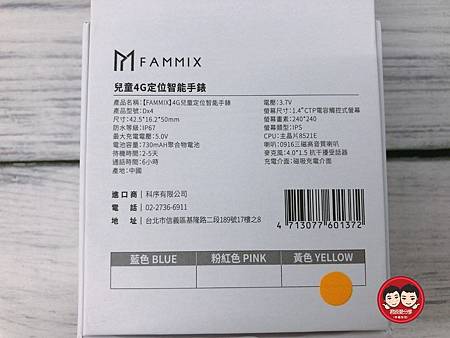 FAMMIX
兒童4G定位智能手錶
產品名稱：【FAMMIX】4G兒童定位智能手錶
產品型號：Dx4
尺寸：42.5*16.2*50mm
防水等級：IP67
最大充電電壓：5.0V
電池容量：730mAH聚合物電池
待機時間：2-5天
通話時間：6小時
產地：中國
電壓：3.7V
螢幕尺寸：1.4"CTP電容觸控式螢幕
螢幕畫素：240*240
螢幕類型：IPS
CPU：主晶片8521E
喇叭：0916三磁高音質喇叭
麥克風：4.0*1.5 抗干擾受話器
充電介面：磁吸充電介面
進口商｜科序有限公司
電話｜02-2736-6911
地址｜台北市信義區基隆路二段189號17樓之8
4 713077 601372
藍色 BLUE
粉紅色 PINK
黃色 YELLOW